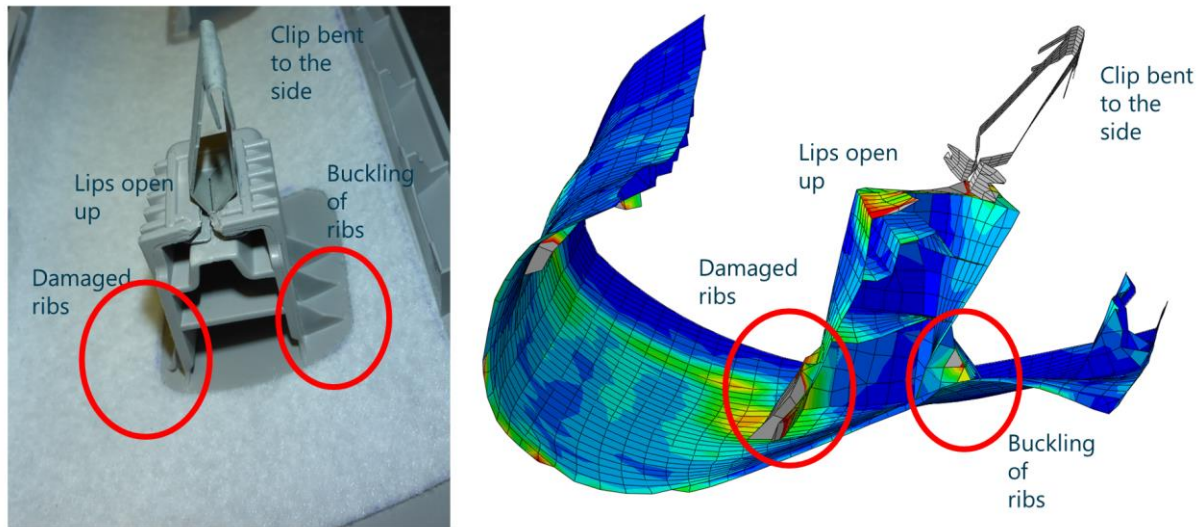 Clip bent
to the
side
Lips open
up
Buckling
of
ribs
Damaged
ribs
Clip bent
to the
side
Lips open
up
Damaged
ribs
Buckling
of
ribs